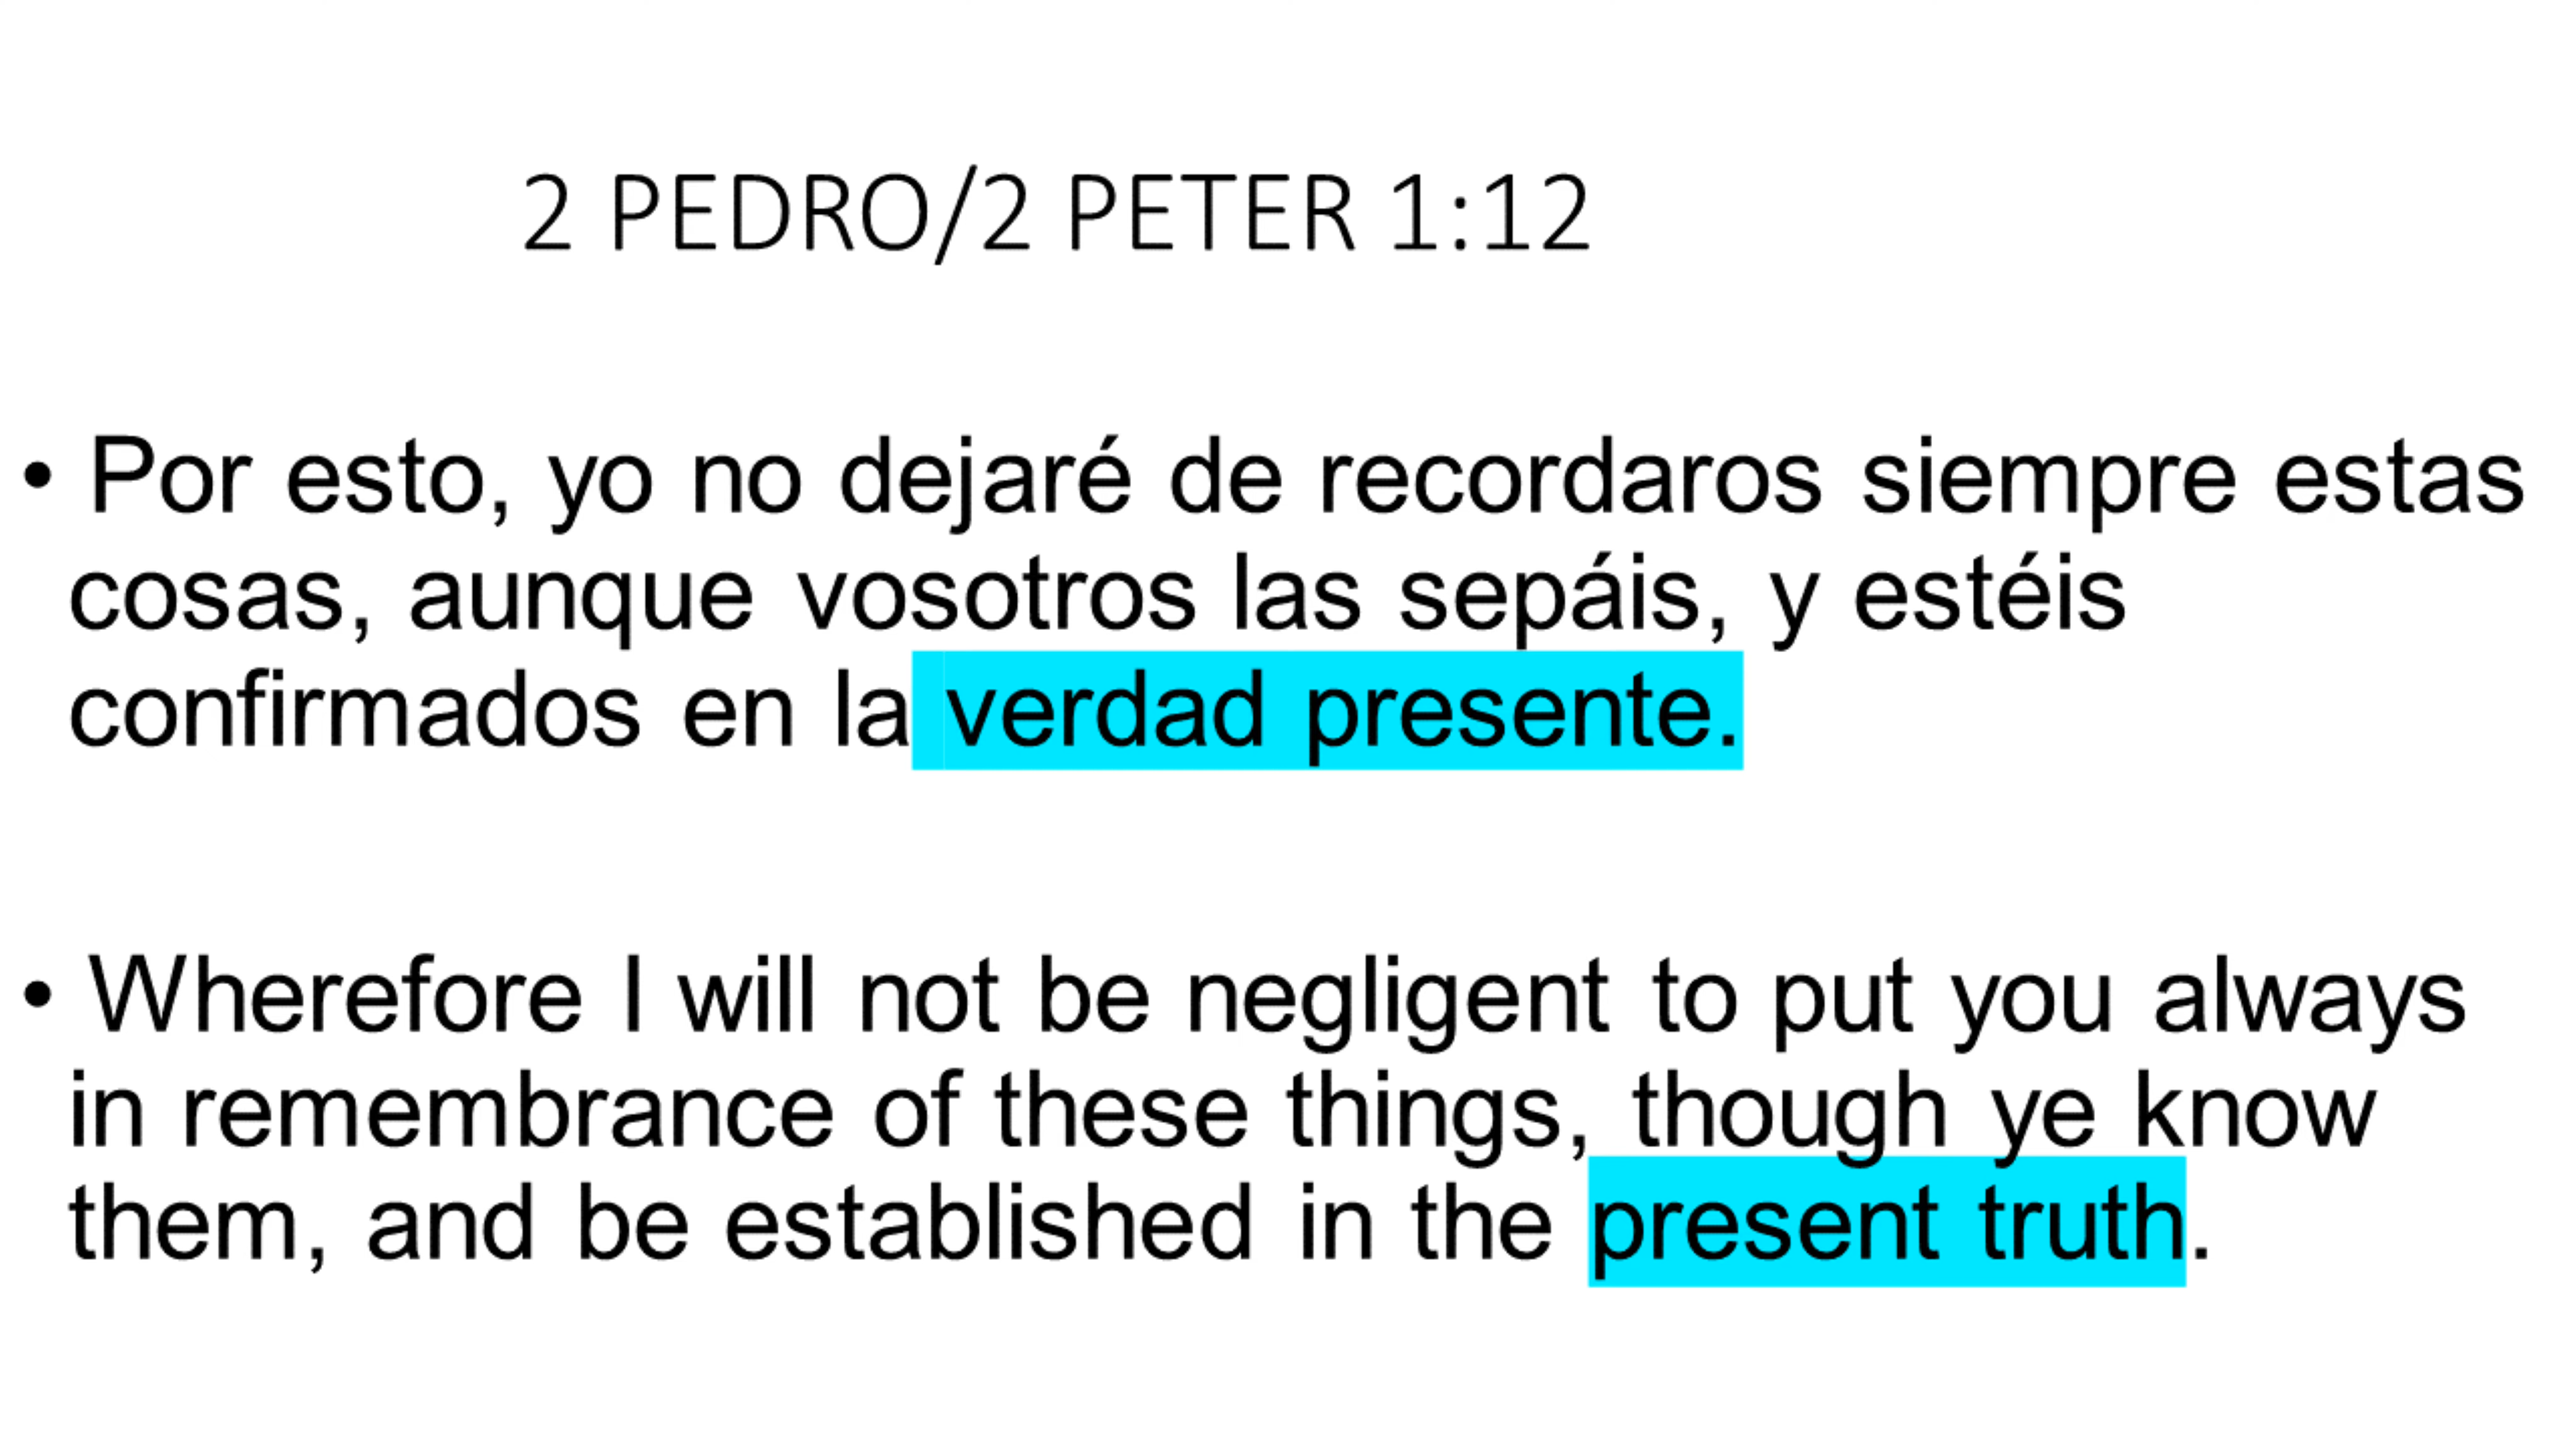 2 PEDRO/2 PETER 1:12
• Por esto, yo no dejaré de recordaros siempre estas
cosas, aunque vosotros las sepáis, y estéis
confirmados en la verdad presente.
• Wherefore I will not be negligent to put you always
in remembrance of these things, though ye know
them, and be established in the present truth.